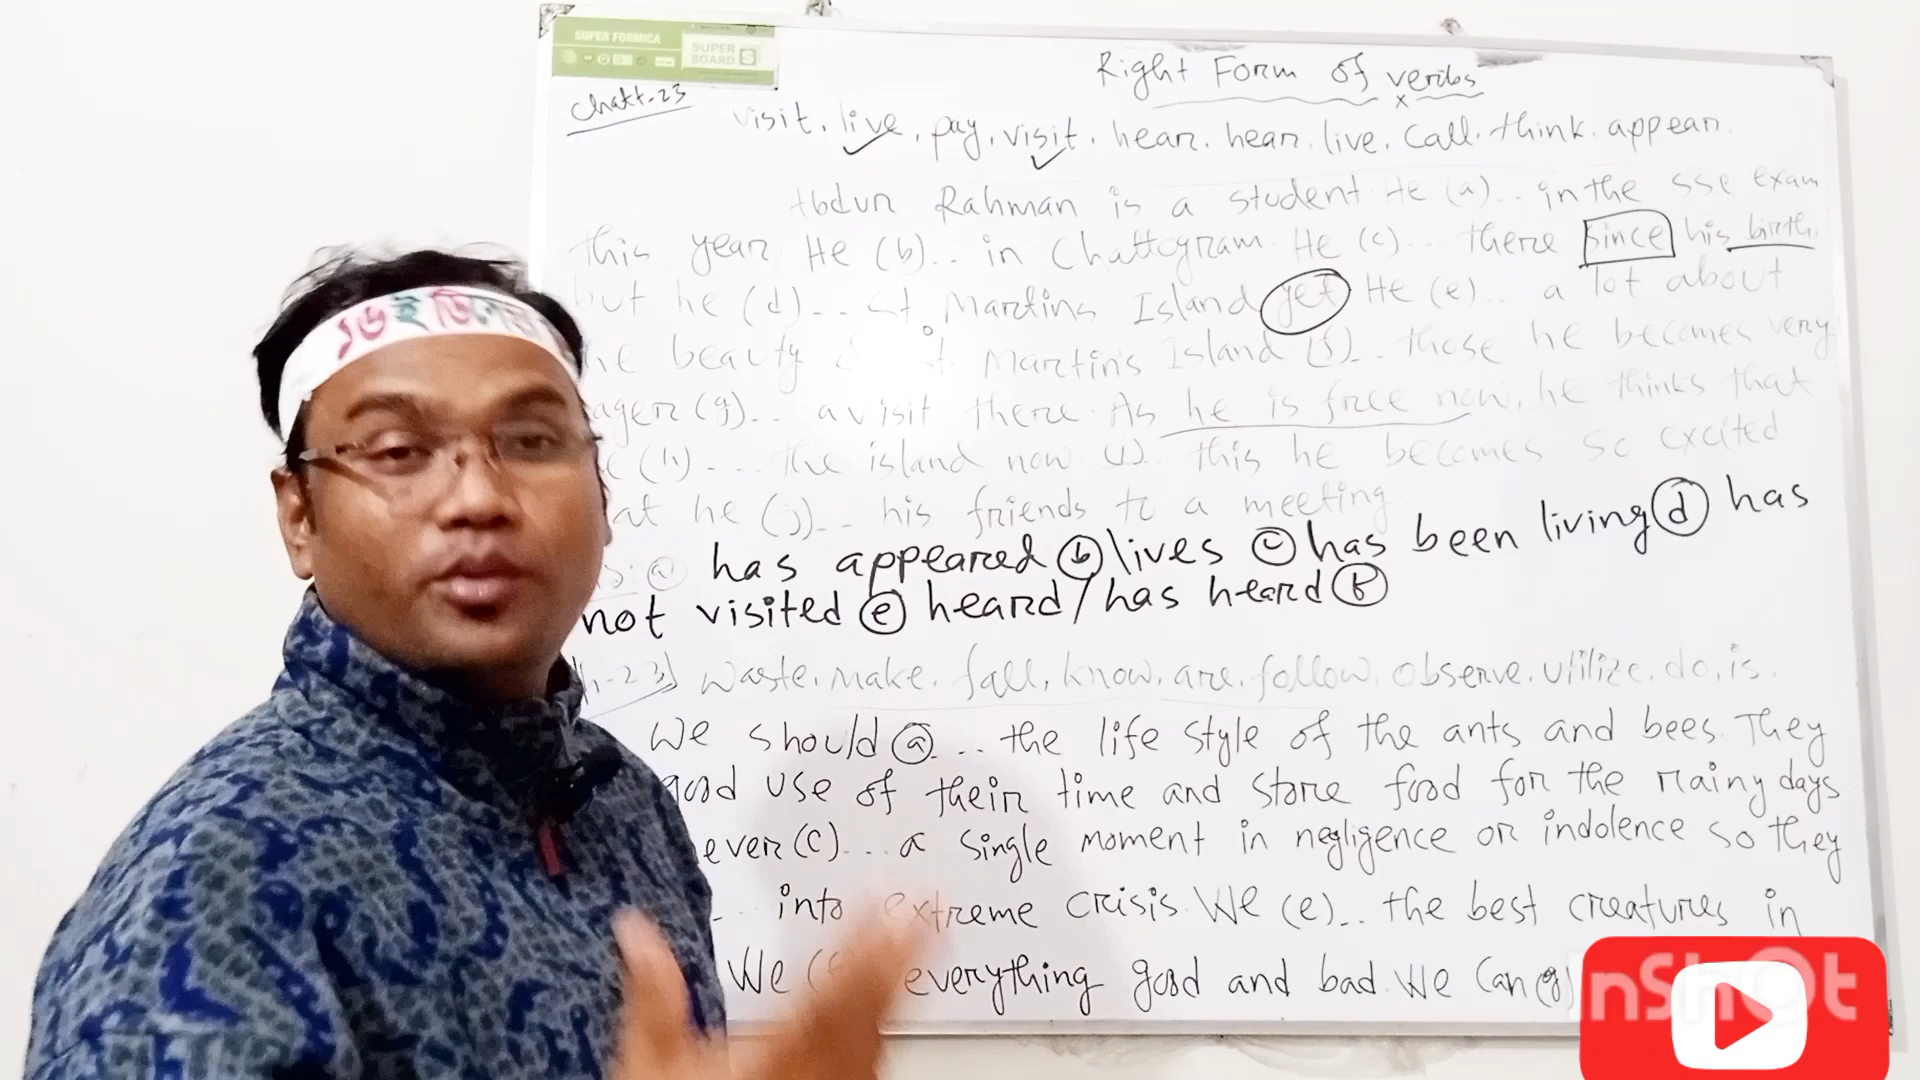 SUPER FORMICA
SUPER BOARD S
Right Form of verbs
x
Chatt-23
visit, live, pay, visit, hear, hear, live, call, think, appear
Abdur Rahman is a student He (a)... in the SSC exam
this year. He (b)... in Chattogram. He (c)... there since his birth.
but he (d)... St Martins Island yet He (e)... a lot about
the beauty Martin's Island (f)... those he becomes very
eager (g)... a visit there. As he is free now, he thinks that
(h)... the island now (i)... this he becomes so excited
at he (j)... his friends to a meeting
(a) has appeared (b) lives (c) has been living (d) has
not visited (e) heard/has heard (f)
-23) waste, make, fall, know, are, follow, observe, utilize, do, is.
We should (a)... the life style of the ants and bees. They
good use of their time and store food for the rainy days
ever (c)... a single moment in negligence or indolence so they
... into extreme crisis. We (e)... the best creatures in
We ( everything good and bad. We can (g)
InShOt